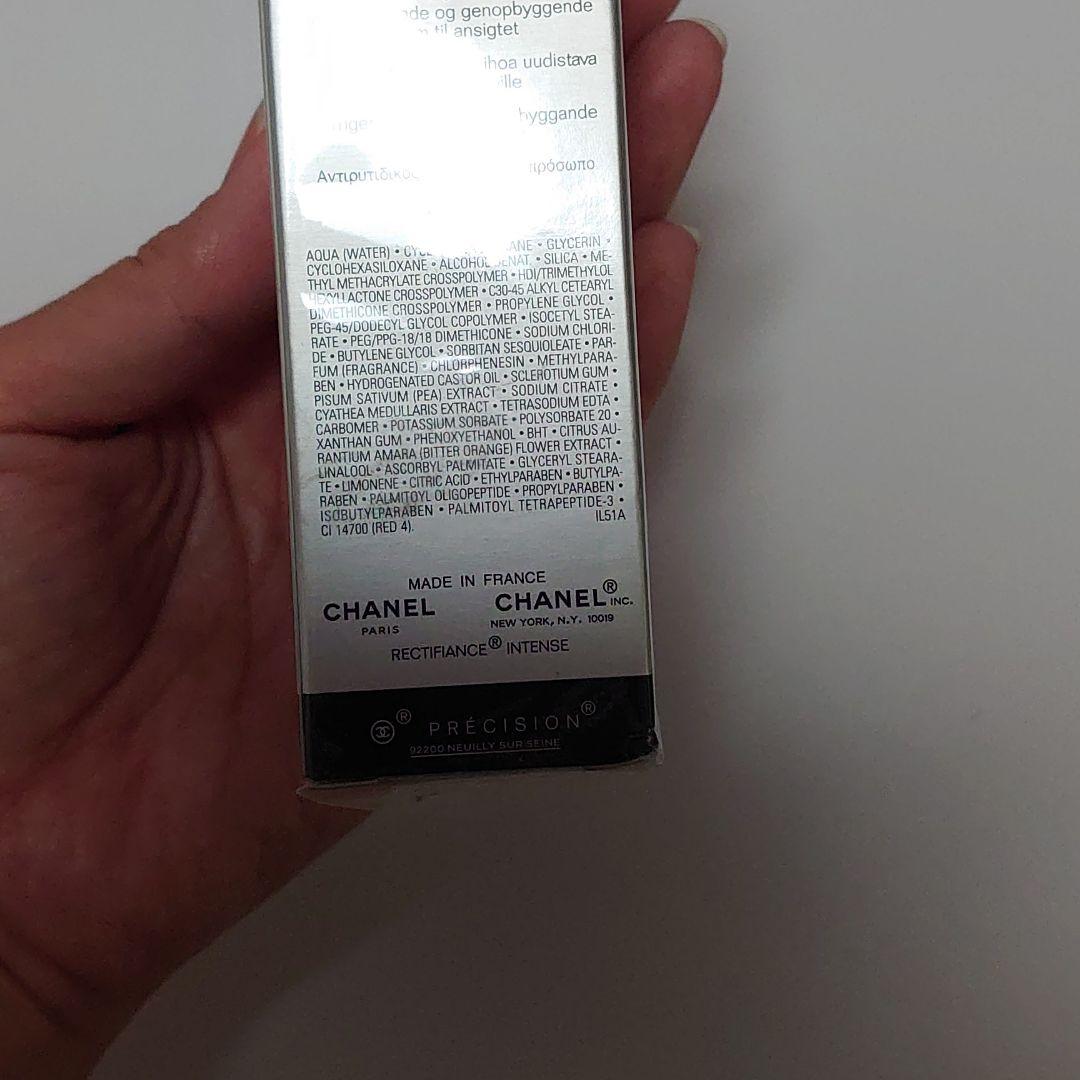 de og genopbyggende
til ansigtet
ihoa uudistava
ille
byggande
Αντιρυτιδικός πρόσωπο
AQUA (WATER) • ANE • GLYCERIN •
CYCLOHEXASILOXANE • ALCOHOL DENAT. • SILICA • ME-
THYL METHACRYLATE CROSSPOLYMER • HDI/TRIMETHYLOL
HEXYLLACTONE CROSSPOLYMER • C30-45 ALKYL CETEARYL
DIMETHICONE CROSSPOLYMER • PROPYLENE GLYCOL •
PEG-45/DODECYL GLYCOL COPOLYMER • ISOCETYL STEA-
RATE • PEG/PPG-18/18 DIMETHICONE • SODIUM CHLORI-
DE • BUTYLENE GLYCOL • SORBITAN SESQUIOLEATE • PAR-
FUM (FRAGRANCE) • CHLORPHENESIN • METHYLPARA-
BEN • HYDROGENATED CASTOR OIL • SCLEROTIUM GUM •
PISUM SATIVUM (PEA) EXTRACT • SODIUM CITRATE •
CYATHEA MEDULLARIS EXTRACT • TETRASODIUM EDTA •
CARBOMER • POTASSIUM SORBATE • POLYSORBATE 20 •
XANTHAN GUM • PHENOXYETHANOL • BHT • CITRUS AU-
RANTIUM AMARA (BITTER ORANGE) FLOWER EXTRACT •
LINALOOL • ASCORBYL PALMITATE • GLYCERYL STEARA-
TE • LIMONENE • CITRIC ACID • ETHYLPARABEN • BUTYLPA-
RABEN • PALMITOYL OLIGOPEPTIDE • PROPYLPARABEN •
ISOBUTYLPARABEN • PALMITOYL TETRAPEPTIDE-3 •
CI 14700 (RED 4). IL51A
MADE IN FRANCE
CHANEL CHANEL® INC.
PARIS NEW YORK, N.Y. 10019
RECTIFIANCE® INTENSE
® PRÉCISION®
92200 NEUILLY SUR SEINE